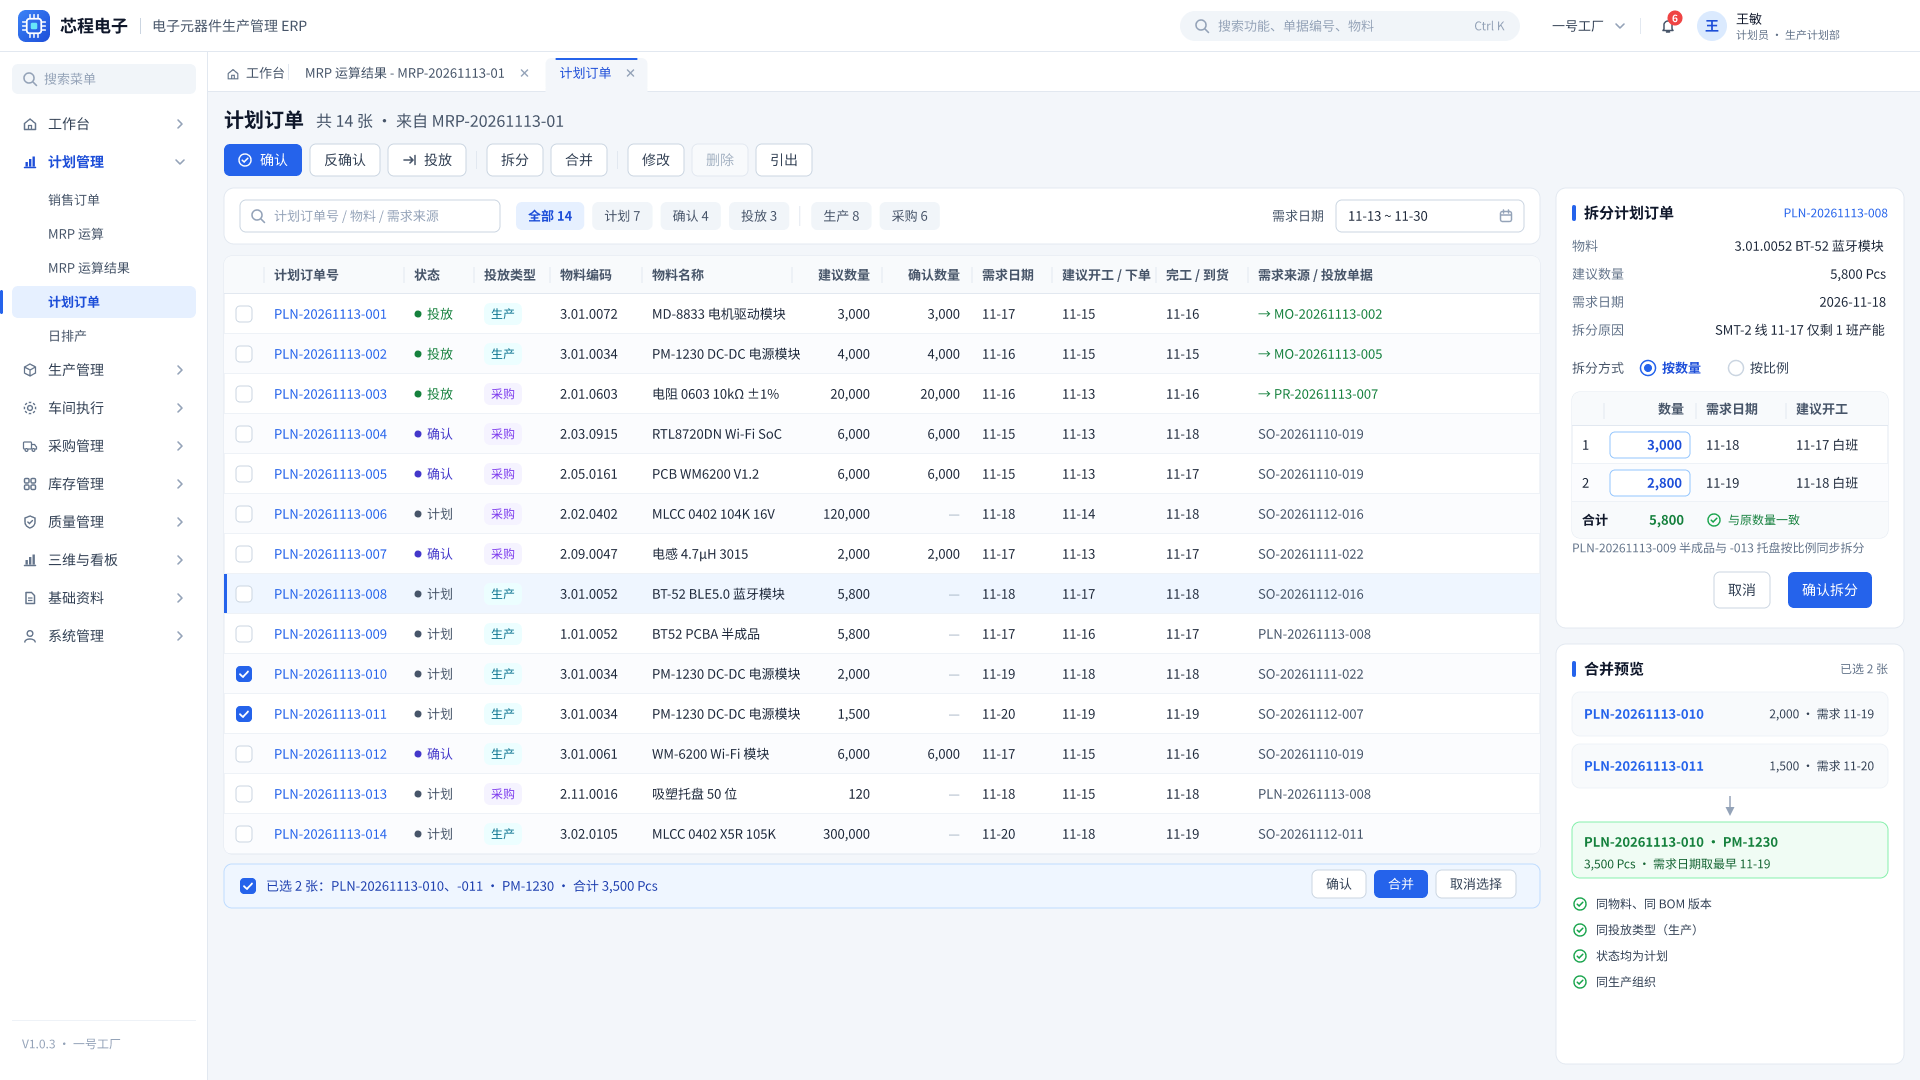 芯程电子 电子元器件生产管理 ERP 搜索功能、单据编号、物料 Ctrl K 一号工厂 6 王 王敏
计划员 · 生产计划部
搜索菜单
工作台
计划管理
销售订单
MRP 运算
MRP 运算结果
计划订单
日排产
生产管理
车间执行
采购管理
库存管理
质量管理
三维与看板
基础资料
系统管理
V1.0.3 · 一号工厂
工作台 MRP 运算结果 - MRP-20261113-01 计划订单
计划订单 共 14 张 · 来自 MRP-20261113-01
确认 反确认 投放 拆分 合并 修改 删除 引出
计划订单号 / 物料 / 需求来源 全部 14 计划 7 确认 4 投放 3 生产 8 采购 6 需求日期 11-13 ~ 11-30
计划订单号 状态 投放类型 物料编码 物料名称 建议数量 确认数量 需求日期 建议开工 / 下单 完工 / 到货 需求来源 / 投放单据
PLN-20261113-001 投放 生产 3.01.0072 MD-8833 电机驱动模块 3,000 3,000 11-17 11-15 11-16 → MO-20261113-002
PLN-20261113-002 投放 生产 3.01.0034 PM-1230 DC-DC 电源模块 4,000 4,000 11-16 11-15 11-15 → MO-20261113-005
PLN-20261113-003 投放 采购 2.01.0603 电阻 0603 10kΩ ±1% 20,000 20,000 11-16 11-13 11-16 → PR-20261113-007
PLN-20261113-004 确认 采购 2.03.0915 RTL8720DN Wi-Fi SoC 6,000 6,000 11-15 11-13 11-18 SO-20261110-019
PLN-20261113-005 确认 采购 2.05.0161 PCB WM6200 V1.2 6,000 6,000 11-15 11-13 11-17 SO-20261110-019
PLN-20261113-006 计划 采购 2.02.0402 MLCC 0402 104K 16V 120,000 — 11-18 11-14 11-18 SO-20261112-016
PLN-20261113-007 确认 采购 2.09.0047 电感 4.7μH 3015 2,000 2,000 11-17 11-13 11-17 SO-20261111-022
PLN-20261113-008 计划 生产 3.01.0052 BT-52 BLE5.0 蓝牙模块 5,800 — 11-18 11-17 11-18 SO-20261112-016
PLN-20261113-009 计划 生产 1.01.0052 BT52 PCBA 半成品 5,800 — 11-17 11-16 11-17 PLN-20261113-008
PLN-20261113-010 计划 生产 3.01.0034 PM-1230 DC-DC 电源模块 2,000 — 11-19 11-18 11-18 SO-20261111-022
PLN-20261113-011 计划 生产 3.01.0034 PM-1230 DC-DC 电源模块 1,500 — 11-20 11-19 11-19 SO-20261112-007
PLN-20261113-012 确认 生产 3.01.0061 WM-6200 Wi-Fi 模块 6,000 6,000 11-17 11-15 11-16 SO-20261110-019
PLN-20261113-013 计划 采购 2.11.0016 吸塑托盘 50 位 120 — 11-18 11-15 11-18 PLN-20261113-008
PLN-20261113-014 计划 生产 3.02.0105 MLCC 0402 X5R 105K 300,000 — 11-20 11-18 11-19 SO-20261112-011
已选 2 张：PLN-20261113-010、-011 · PM-1230 · 合计 3,500 Pcs 确认 合并 取消选择
拆分计划订单 PLN-20261113-008
物料 3.01.0052 BT-52 蓝牙模块
建议数量 5,800 Pcs
需求日期 2026-11-18
拆分原因 SMT-2 线 11-17 仅剩 1 班产能
拆分方式 按数量 按比例
数量 需求日期 建议开工
1 3,000 11-18 11-17 白班
2 2,800 11-19 11-18 白班
合计 5,800 与原数量一致
PLN-20261113-009 半成品与 -013 托盘按比例同步拆分
取消 确认拆分
合并预览 已选 2 张
PLN-20261113-010 2,000 · 需求 11-19
PLN-20261113-011 1,500 · 需求 11-20
PLN-20261113-010 · PM-1230
3,500 Pcs · 需求日期取最早 11-19
同物料、同 BOM 版本
同投放类型（生产）
状态均为计划
同生产组织